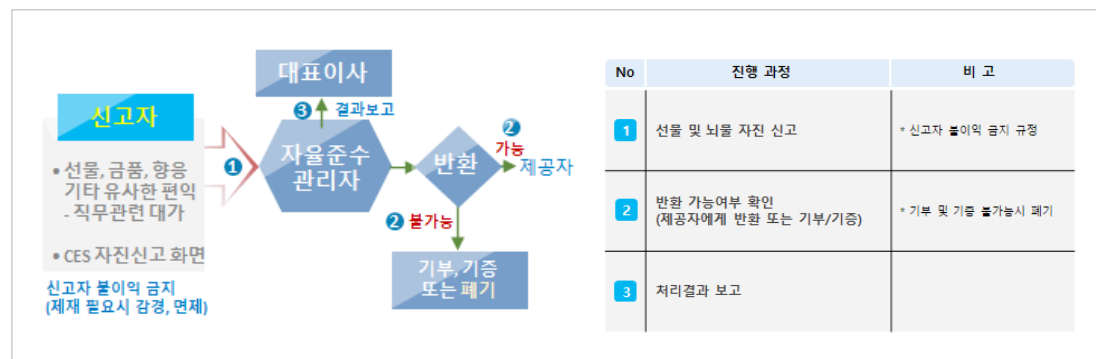 대표이사
3 결과보고
신고자
• 선물, 금품, 향응
기타 유사한 편익
- 직무관련 대가
• CES 자진신고 화면
신고자 불이익 금지
(제재 필요시 감경, 면제)
1
자율준수
관리자
반환
2
가능
제공자
2 불가능
기부, 기증
또는 폐기
No 진행 과정 비 고
1 선물 및 뇌물 자진 신고 * 신고자 불이익 금지 규정
2 반환 가능여부 확인
(제공자에게 반환 또는 기부/기증) * 기부 및 기증 불가능시 폐기
3 처리결과 보고